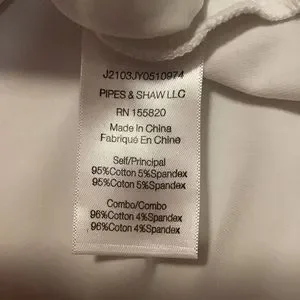 J2103JY0510974
PIPES & SHAW LLC
RN 155820
Made In China
Fabriqué En Chine
Self/Principal
95%Cotton 5%Spandex
95%Coton 5%Spandex
Combo/Combo
96%Cotton 4%Spandex
96%Coton 4%Spandex